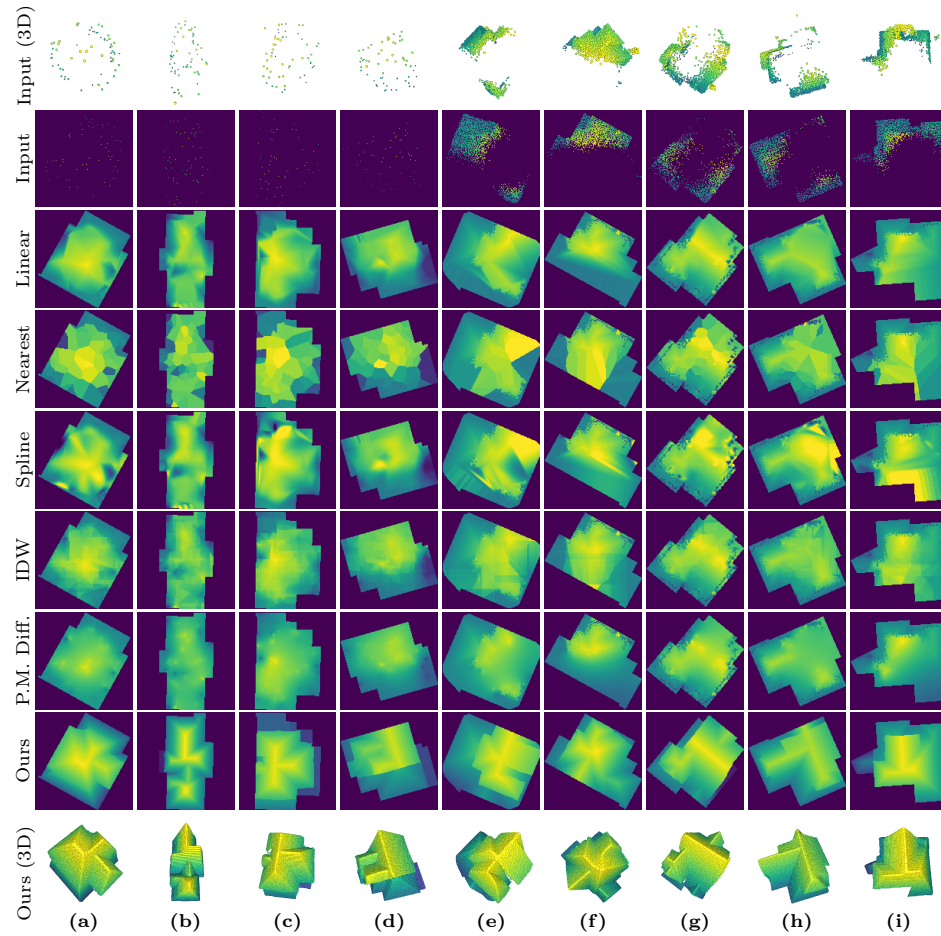 Input (3D)
Input
Linear
Nearest
Spline
IDW
P.M. Diff.
Ours
Ours (3D)
(a) (b) (c) (d) (e) (f) (g) (h) (i)